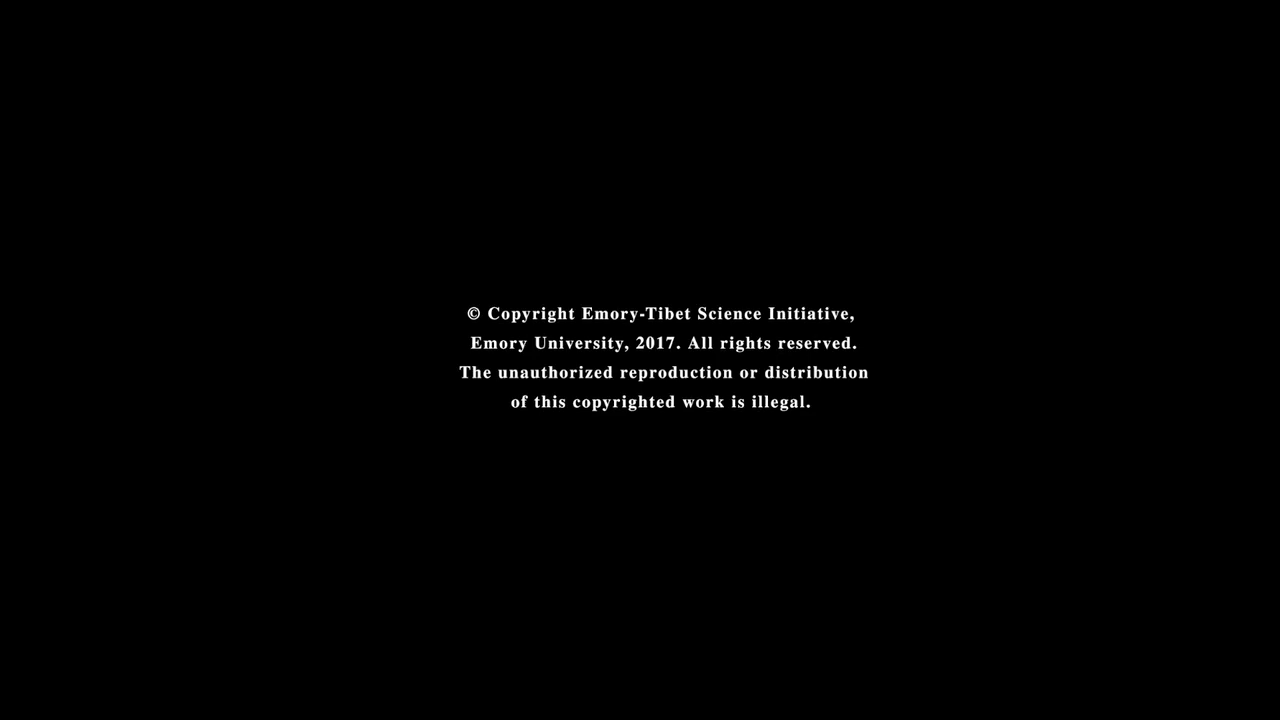 © Copyright Emory-Tibet Science Initiative,
Emory University, 2017. All rights reserved.
The unauthorized reproduction or distribution
of this copyrighted work is illegal.